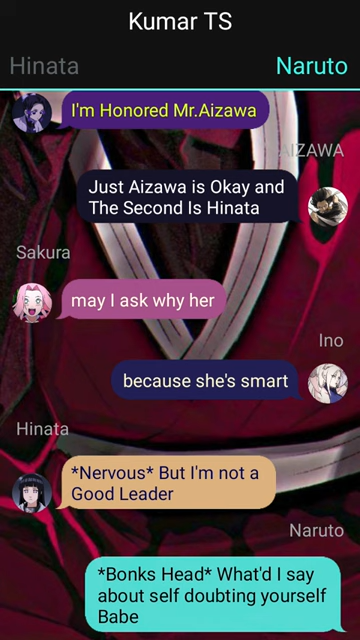 Kumar TS
Hinata
Naruto
I'm Honored Mr.Aizawa
AIZAWA
Just Aizawa is Okay and
The Second Is Hinata
Sakura
may I ask why her
Ino
because she's smart
Hinata
*Nervous* But I'm not a
Good Leader
Naruto
*Bonks Head* What'd I say
about self doubting yourself
Babe